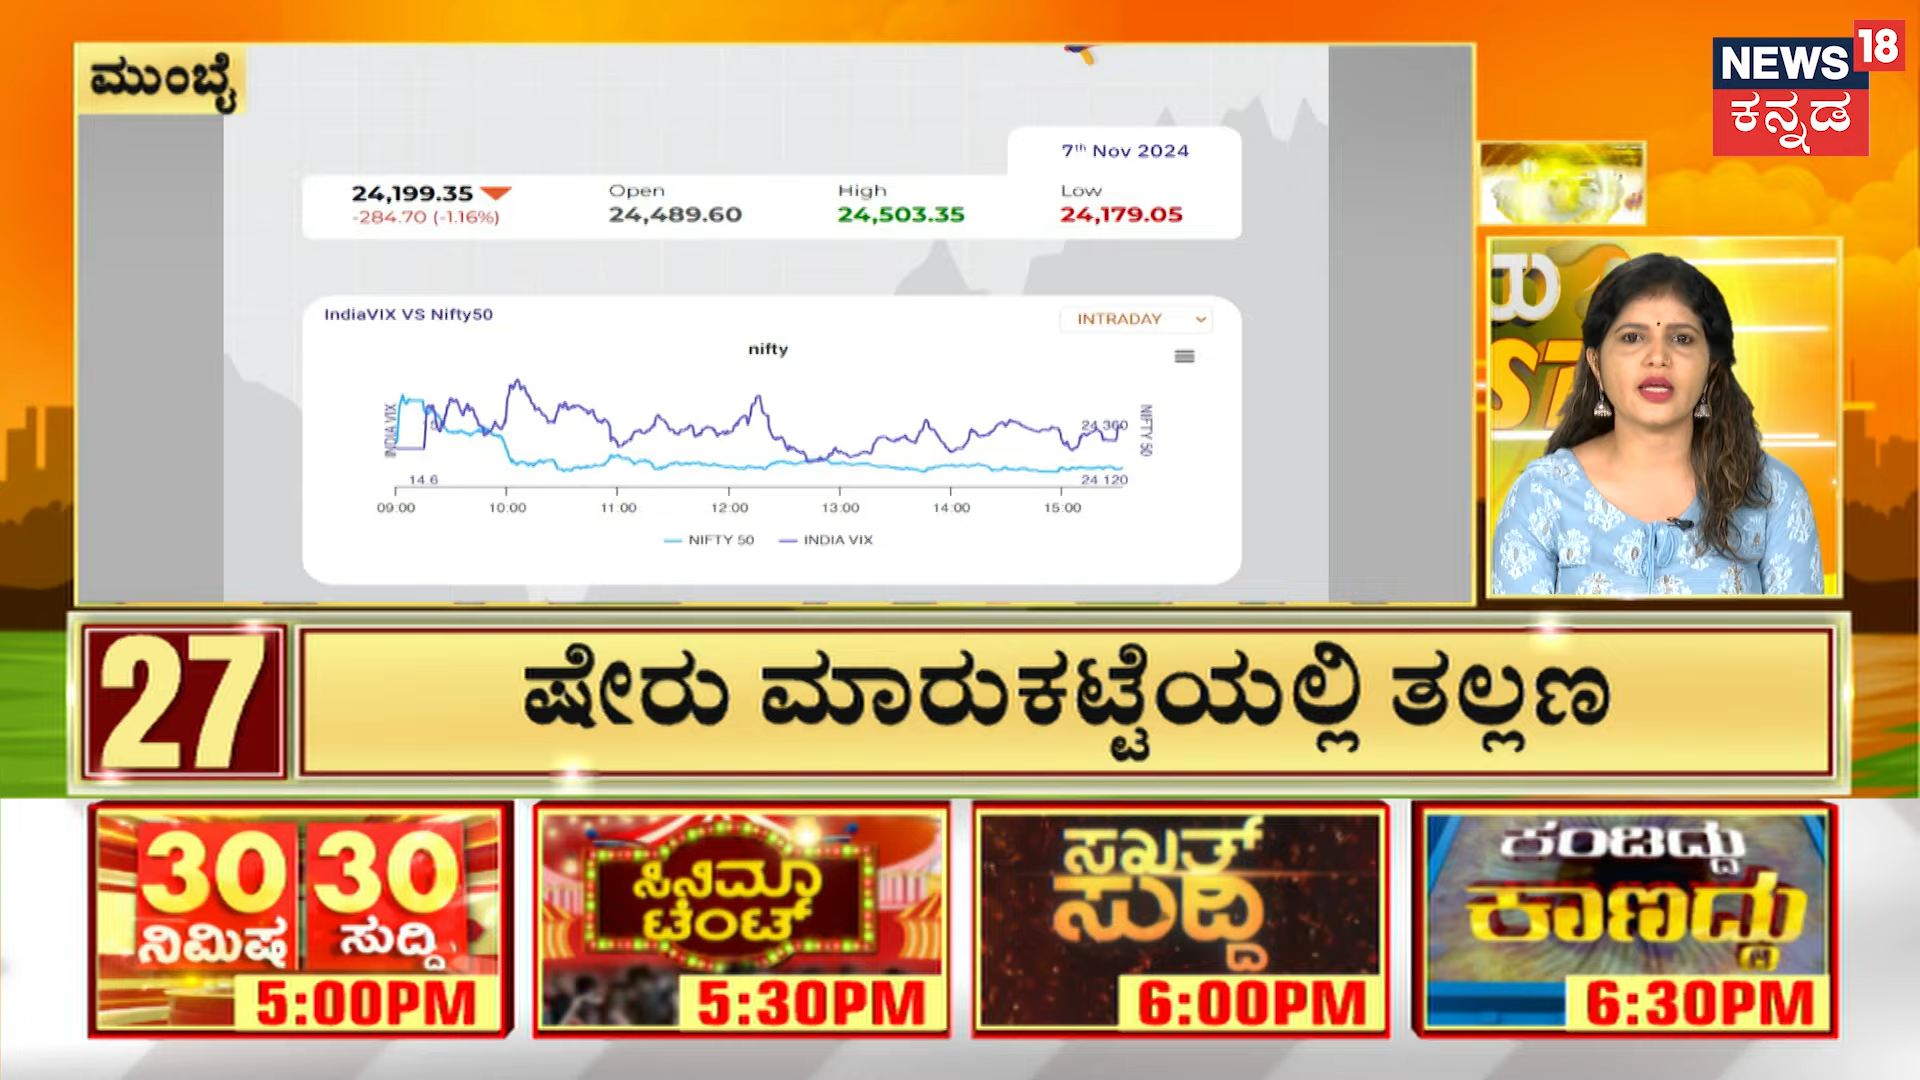 ಮುಂಬೈ
NEWS 18
ಕನ್ನಡ
7th Nov 2024
24,199.35
-284.70 (-1.16%)
Open
24,489.60
High
24,503.35
Low
24,179.05
IndiaVIX VS Nifty50
INTRADAY
nifty
INDIA VIX
NIFTY 50
24 360
14.6
24 120
09:00 10:00 11:00 12:00 13:00 14:00 15:00
NIFTY 50 INDIA VIX
27
ಷೇರು ಮಾರುಕಟ್ಟೆಯಲ್ಲಿ ತಲ್ಲಣ
30 30
ನಿಮಿಷ ಸುದ್ದಿ
5:00PM
ಸಿನಿಮಾ
ಟೆಂಟ್
5:30PM
ಸಖತ್
ಸುದ್ದಿ
6:00PM
ಕಂಡಿದ್ದು
ಕಾಣದ್ದು
6:30PM